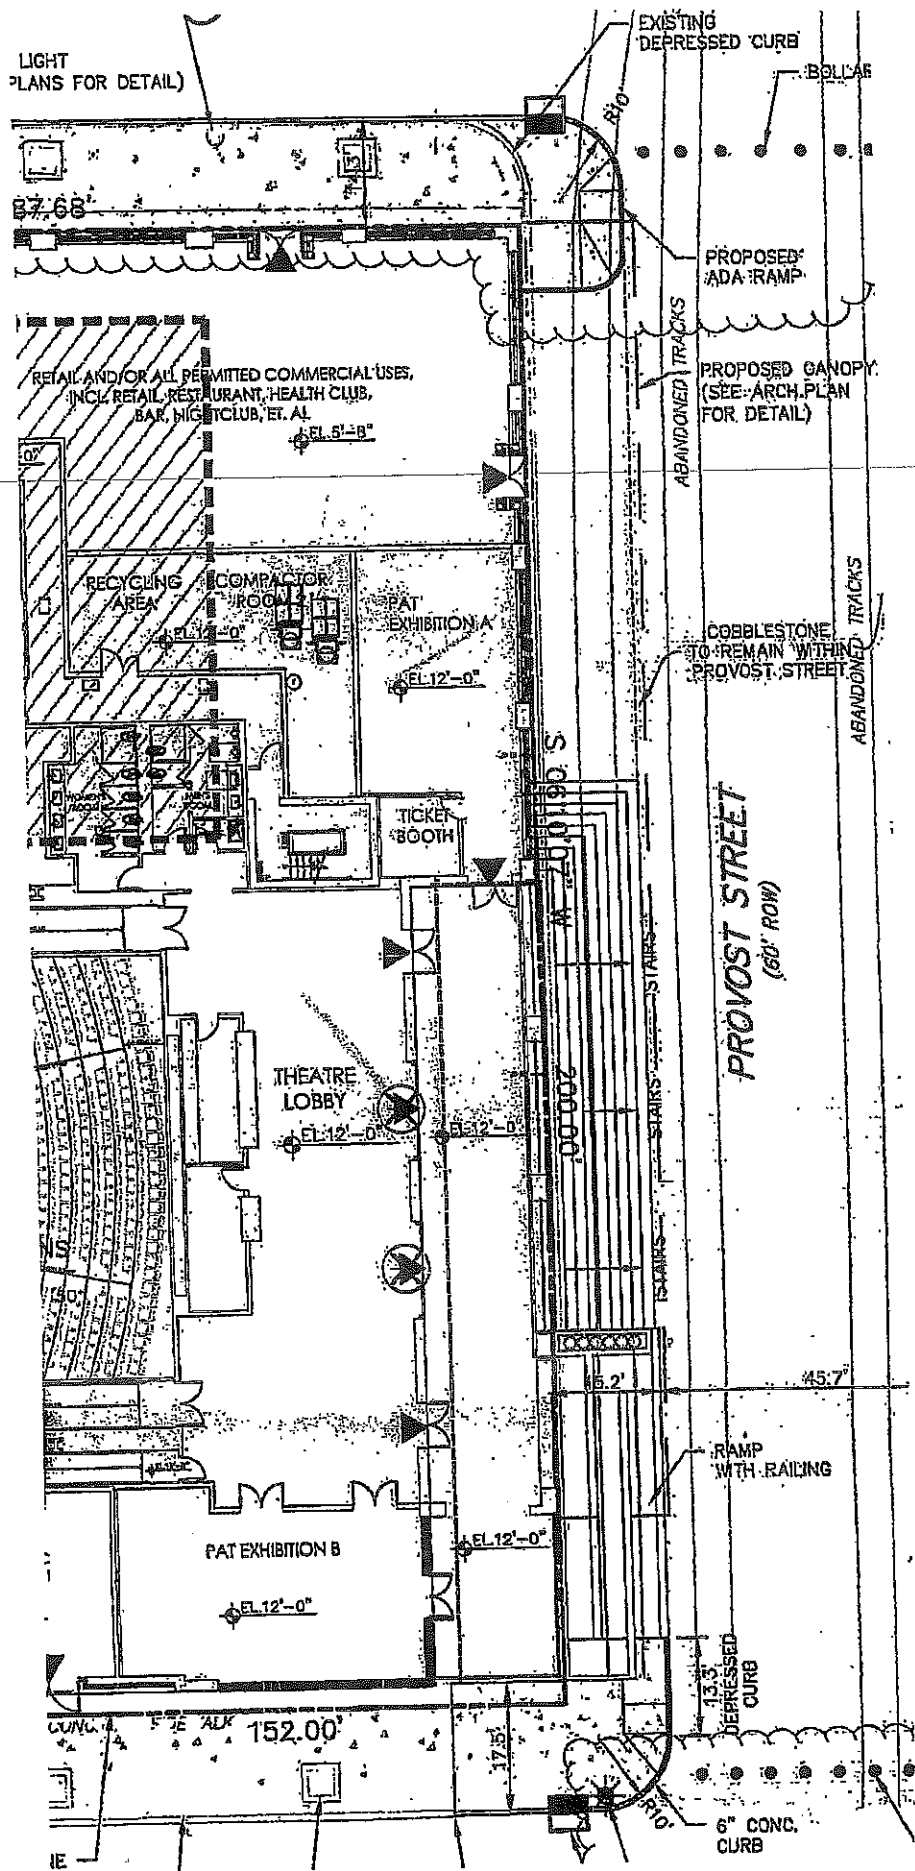 EXISTING
DEPRESSED CURB
LIGHT
PLANS FOR DETAIL)
BOLLAR
R10'
87.68
PROPOSED
ADA RAMP
ABANDONED TRACKS
PROPOSED CANOPY
(SEE ARCH. PLAN
FOR DETAIL)
RETAIL AND/OR ALL PERMITTED COMMERCIAL USES,
INCL. RETAIL, RESTAURANT, HEALTH CLUB,
BAR, NIGHTCLUB, ET. AL
EL.5'-8"
0"
RECYCLING
AREA
COMPACTOR
ROOM
PAT
EXHIBITION A
EL.12'-0"
EL.12'-0"
ABANDONED TRACKS
COBBLESTONE
TO REMAIN WITHIN
PROVOST STREET
S 06°10'07" W
200.00'
TICKET
BOOTH
PROVOST STREET
(60' ROW)
STAIRS
STAIRS
STAIRS
THEATRE
LOBBY
EL.12'-0"
EL.12'-0"
NS
50'
45.7'
RAMP
WITH RAILING
PAT EXHIBITION B
EL.12'-0"
EL.12'-0"
13.3'
DEPRESSED
CURB
152.00'
17.5'
R10'
6" CONC.
CURB